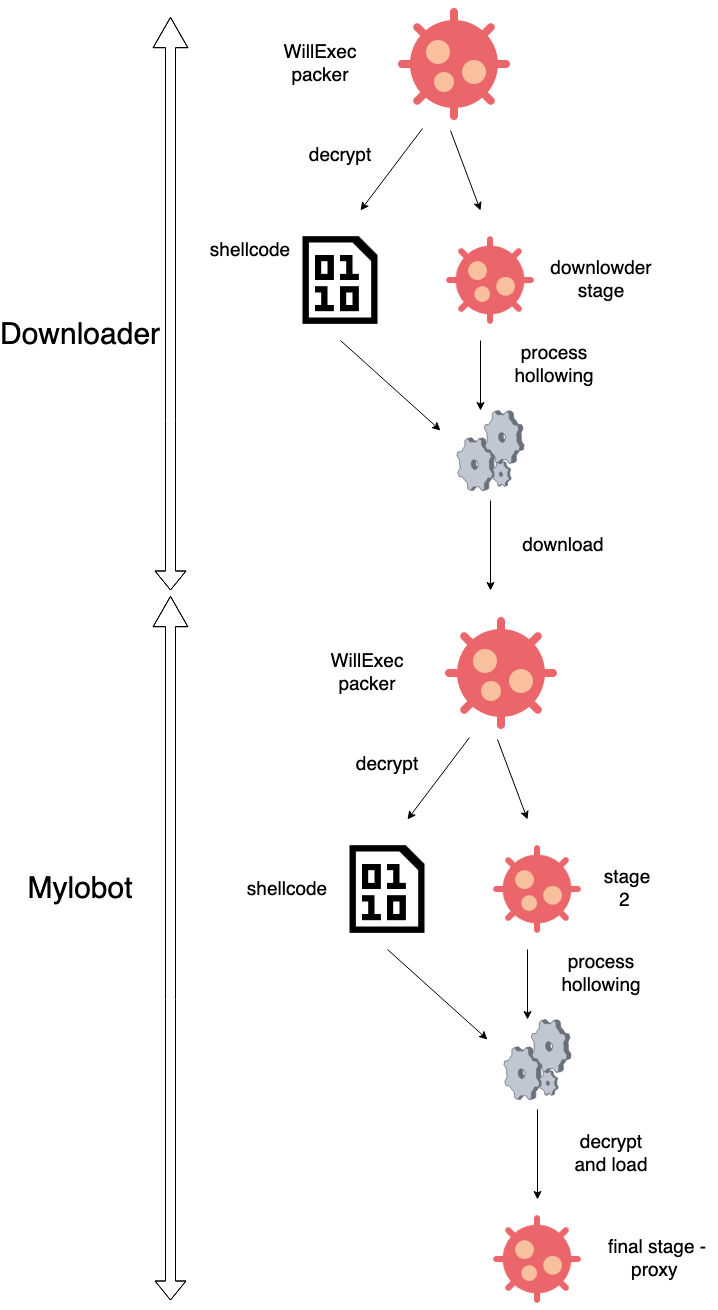 WillExec
packer
decrypt
shellcode
01
10
downlowder
stage
Downloader
process
hollowing
download
WillExec
packer
decrypt
shellcode
01
10
stage
2
Mylobot
process
hollowing
decrypt
and load
final stage -
proxy